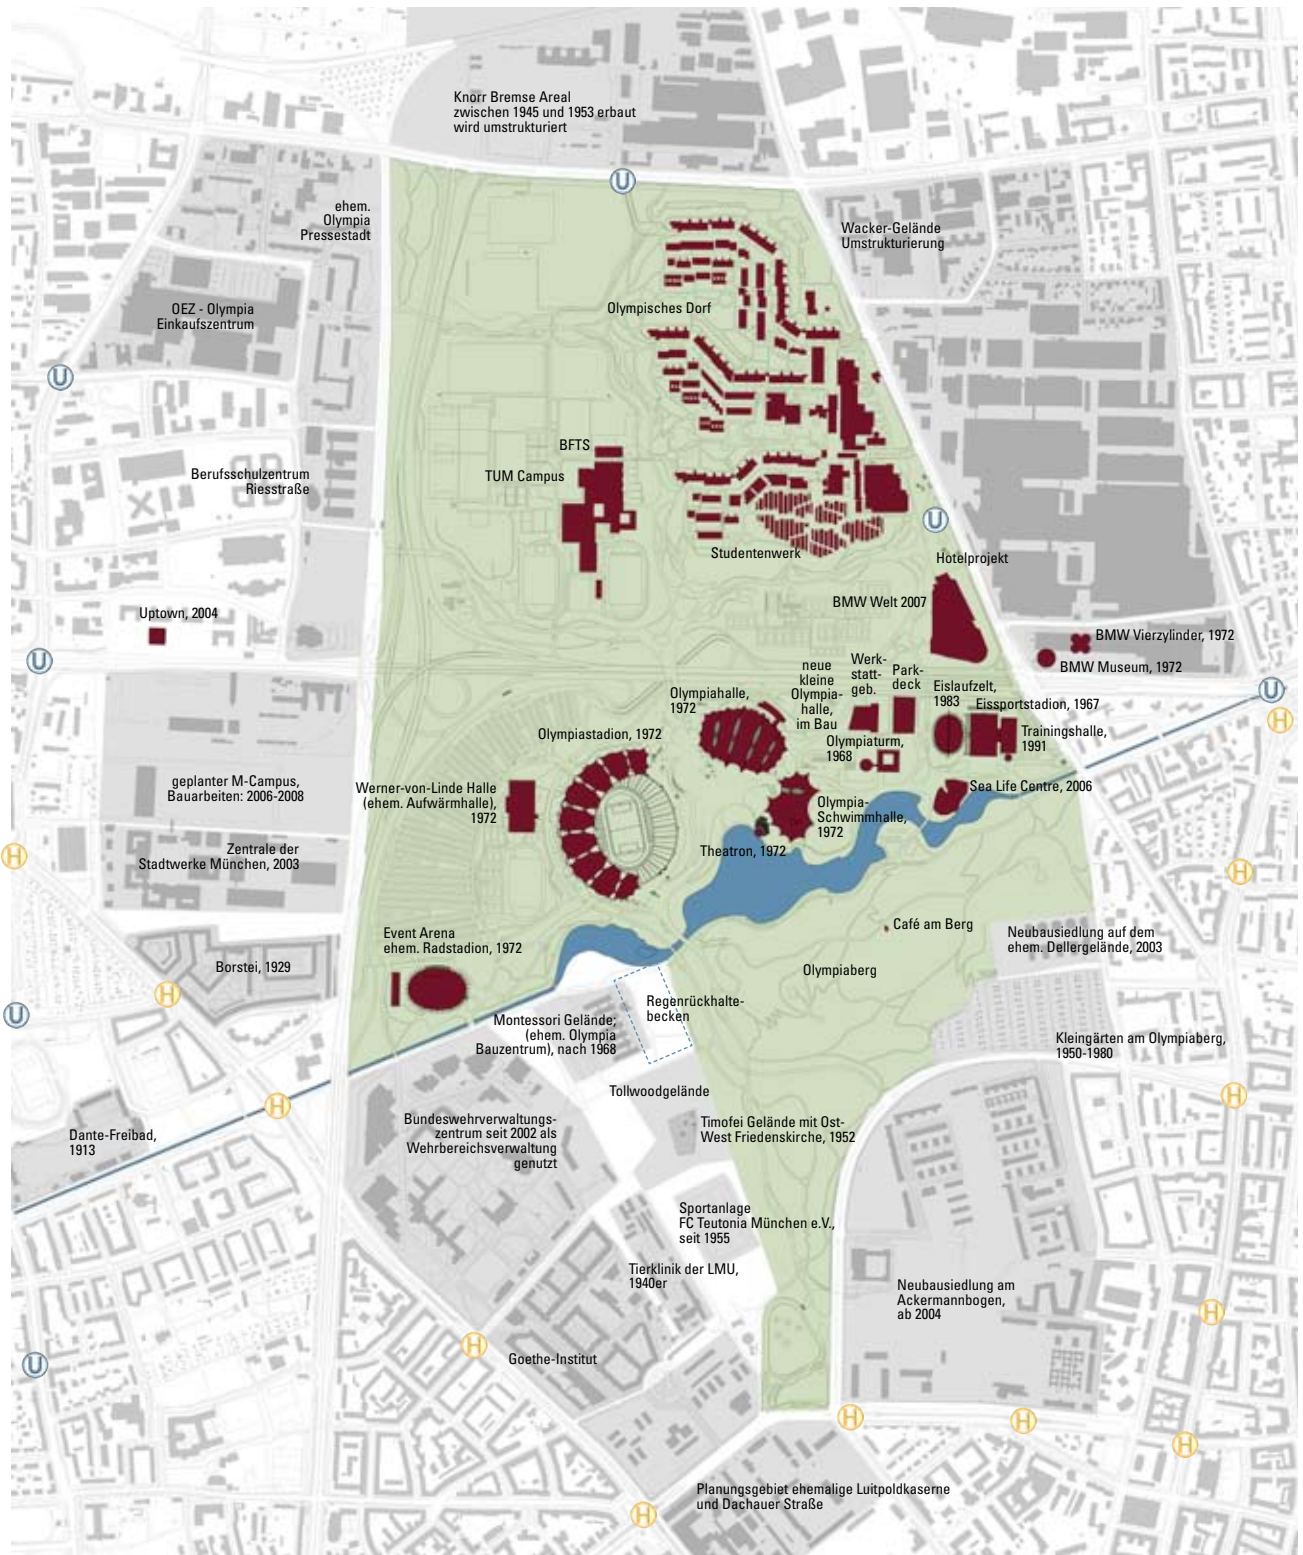 Knorr Bremse Areal
zwischen 1945 und 1953 erbaut
wird umstrukturiert
U
ehem.
Olympia
Pressestadt
Wacker-Gelände
Umstrukturierung
OEZ - Olympia
Einkaufszentrum
Olympisches Dorf
U
BFTS
TUM Campus
Berufsschulzentrum
Riesstraße
U
Studentenwerk
Hotelprojekt
BMW Welt 2007
Uptown, 2004
BMW Vierzylinder, 1972
BMW Museum, 1972
U
neue
kleine
Olympia-
halle,
im Bau
Werk-
statt-
geb.
Park-
deck
Eislaufzelt,
1983
Eissportstadion, 1967
Trainingshalle,
1991
U
H
Olympiahalle,
1972
Olympiastadion, 1972
Olympiaturm,
1968
geplanter M-Campus,
Bauarbeiten: 2006-2008
Werner-von-Linde Halle
(ehem. Aufwärmhalle),
1972
Sea Life Centre, 2006
Olympia-
Schwimmhalle,
1972
Theatron, 1972
H
Zentrale der
Stadtwerke München, 2003
H
Event Arena
ehem. Radstadion, 1972
Café am Berg
Neubausiedlung auf dem
ehem. Dellergelände, 2003
Borstei, 1929
Olympiaberg
H
U
Regenrückhalte-
becken
Montessori Gelände;
(ehem. Olympia
Bauzentrum), nach 1968
Kleingärten am Olympiaberg,
1950-1980
Tollwoodgelände
H
H
Dante-Freibad,
1913
Bundeswehrverwaltungs-
zentrum seit 2002 als
Wehrbereichsverwaltung
genutzt
Timofei Gelände mit Ost-
West Friedenskirche, 1952
Sportanlage
FC Teutonia München e.V.,
seit 1955
Tierklinik der LMU,
1940er
Neubausiedlung am
Ackermannbogen,
ab 2004
H
H
Goethe-Institut
U
H
H
H
Planungsgebiet ehemalige Luitpoldkaserne
und Dachauer Straße
H